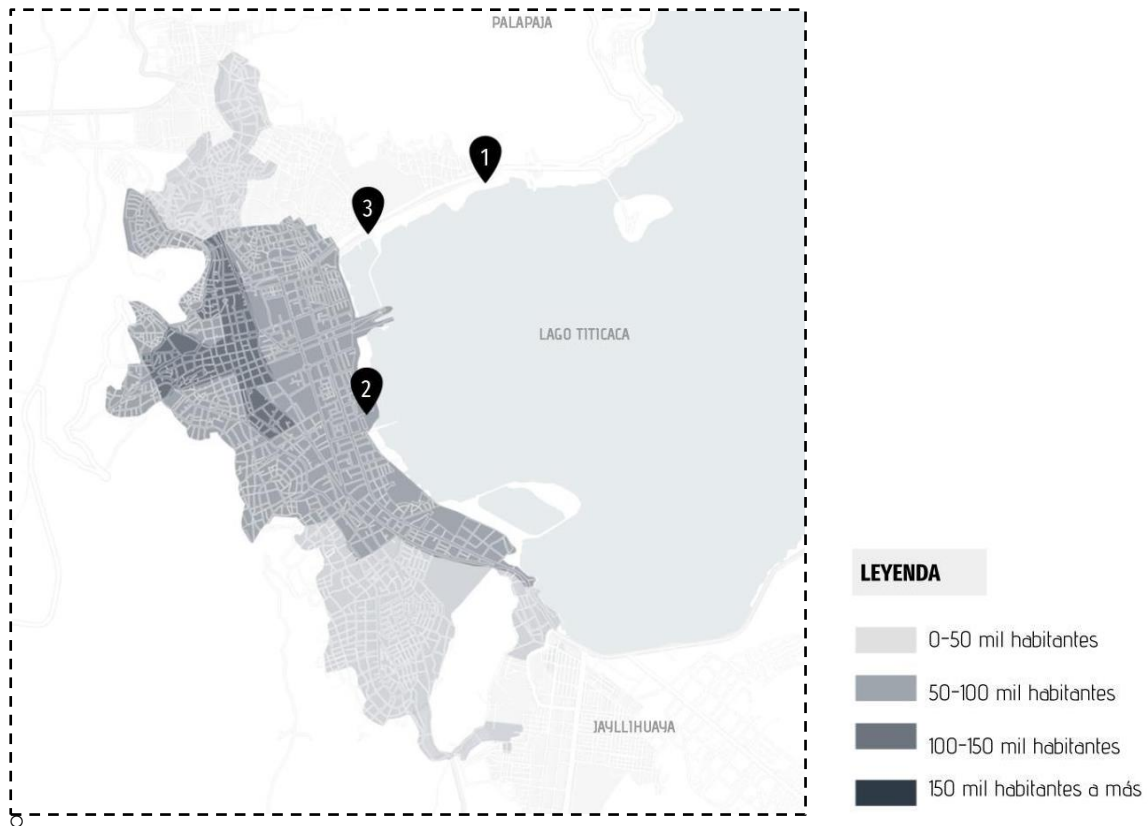 PALAPAJA
1
3
LAGO TITICACA
2
JAYLLIHUAYA
LEYENDA
0-50 mil habitantes
50-100 mil habitantes
100-150 mil habitantes
150 mil habitantes a más